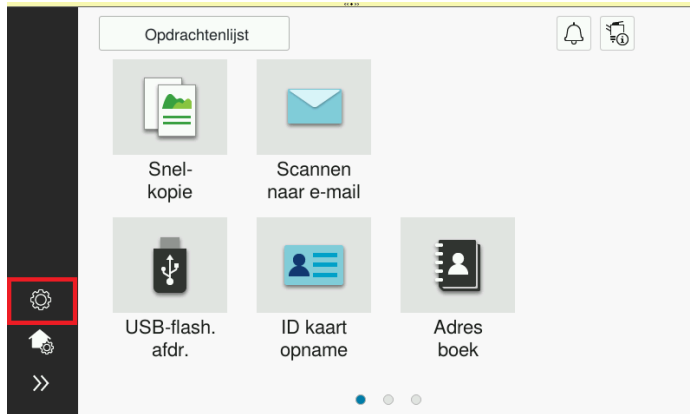 Opdrachtenlijst
Snel-
kopie
Scannen
naar e-mail
USB-flash.
afdr.
ID kaart
opname
Adres
boek